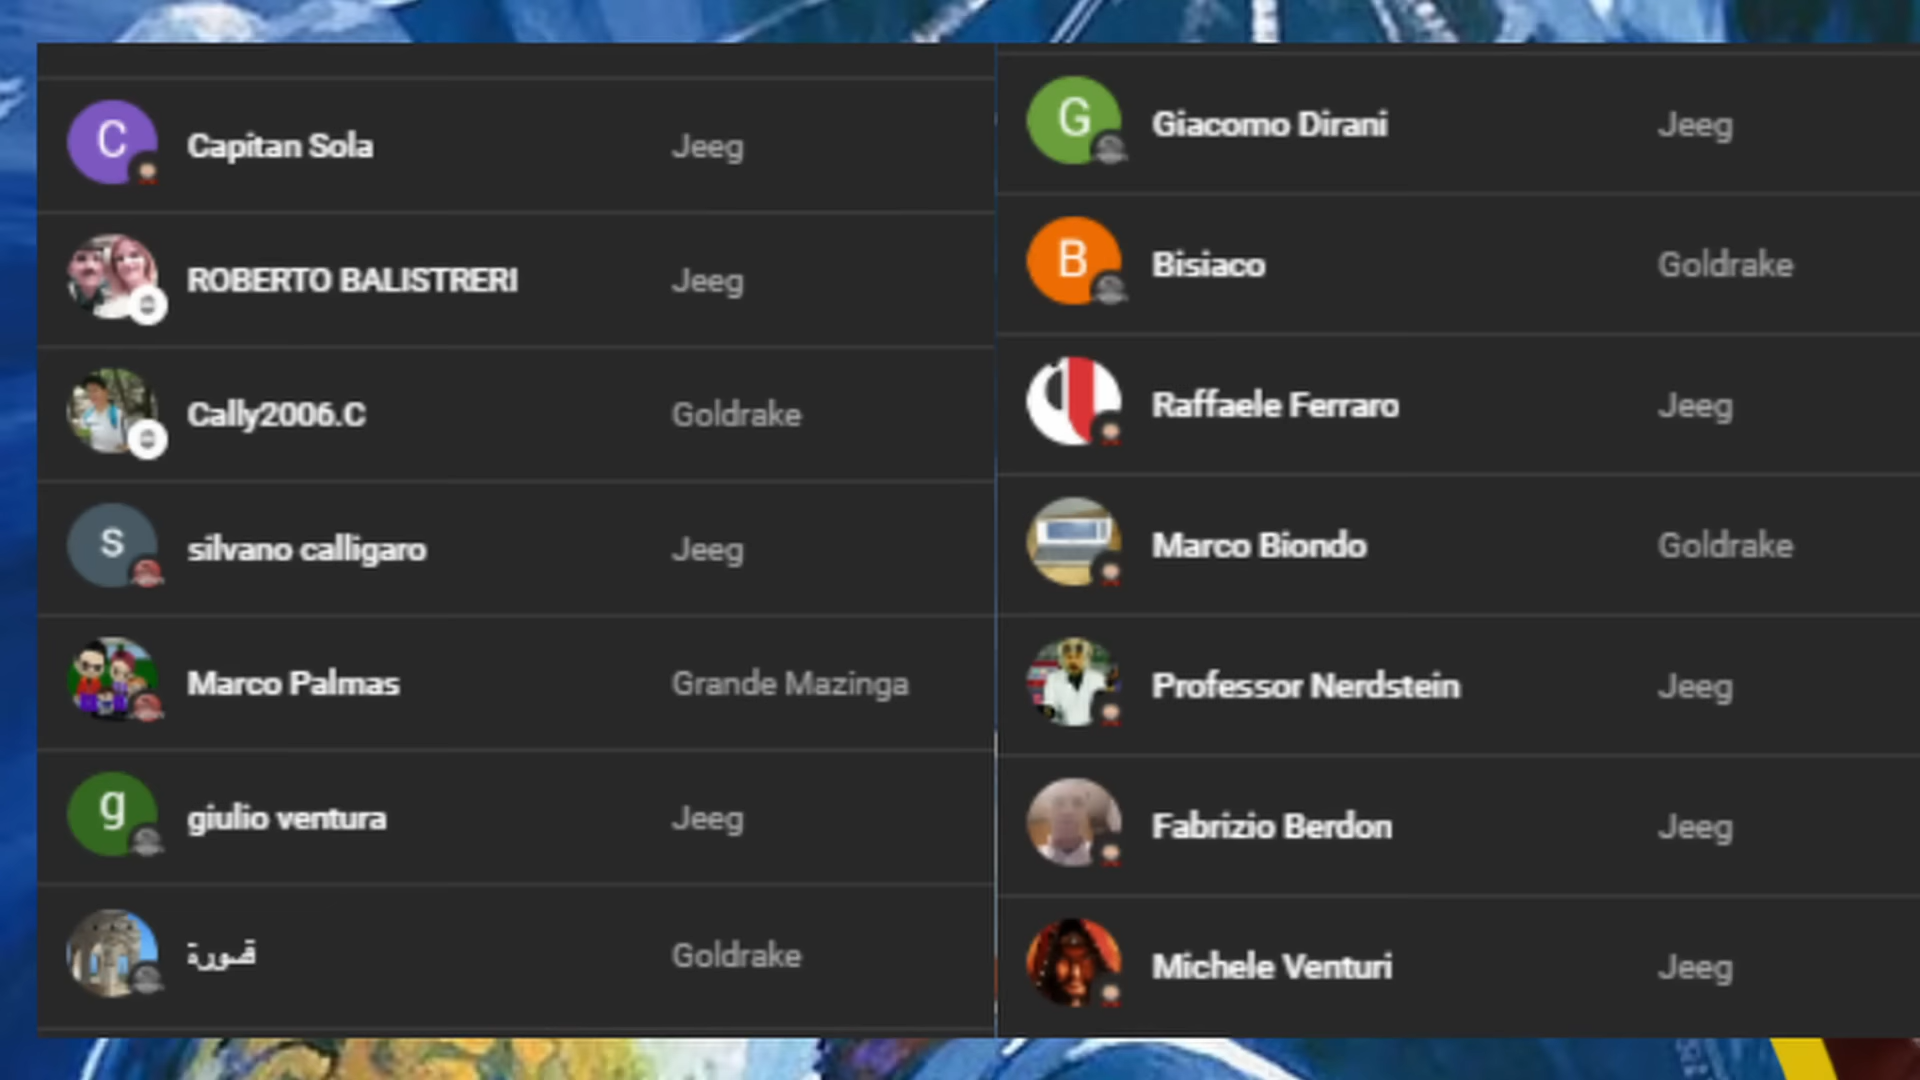 C
Capitan Sola Jeeg
ROBERTO BALISTRERI Jeeg
Cally2006.C Goldrake
s
silvano calligaro Jeeg
Marco Palmas Grande Mazinga
g
giulio ventura Jeeg
قسورة Goldrake
G
Giacomo Dirani Jeeg
B
Bisiaco Goldrake
Raffaele Ferraro Jeeg
Marco Biondo Goldrake
Professor Nerdstein Jeeg
Fabrizio Berdon Jeeg
Michele Venturi Jeeg